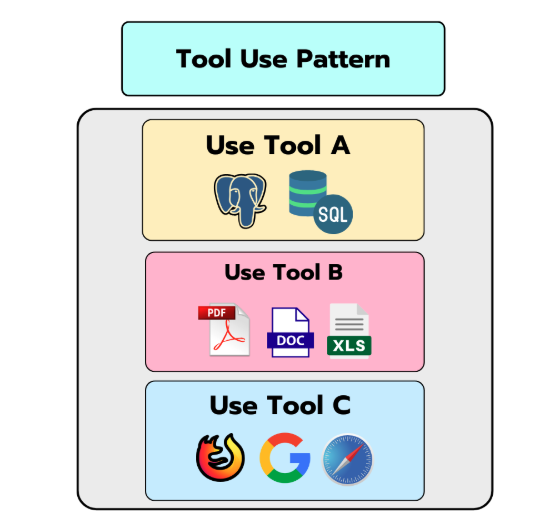 Tool Use Pattern
Use Tool A
SQL
Use Tool B
PDF
DOC
XLS
Use Tool C